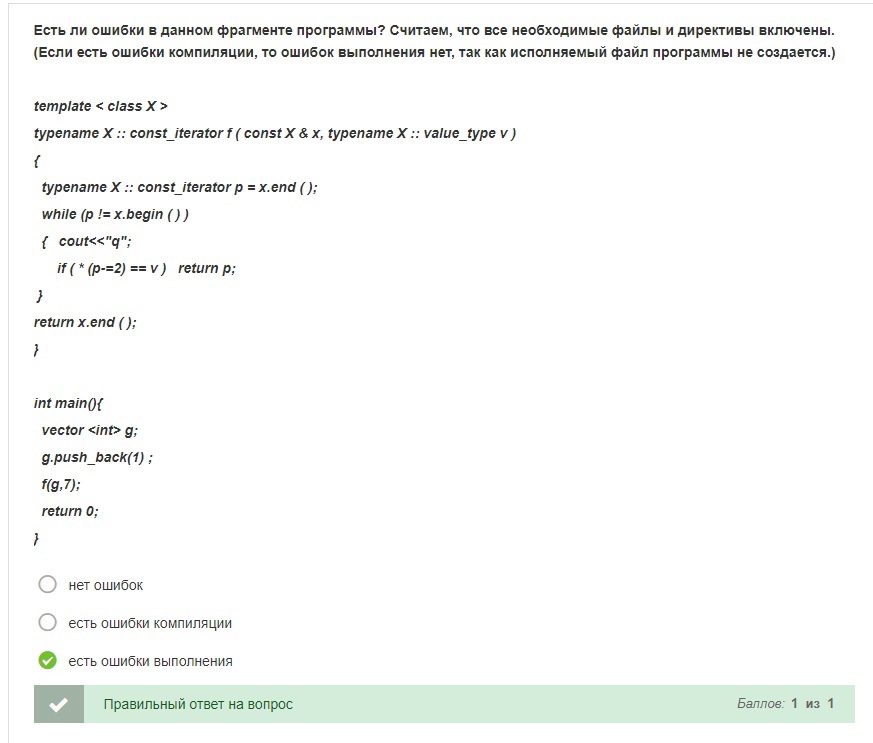 Есть ли ошибки в данном фрагменте программы? Считаем, что все необходимые файлы и директивы включены.
(Если есть ошибки компиляции, то ошибок выполнения нет, так как исполняемый файл программы не создается.)
template < class X >
typename X :: const_iterator f ( const X & x, typename X :: value_type v )
{
typename X :: const_iterator p = x.end ( );
while (p != x.begin ( ) )
{ cout<<"q";
if ( * (p-=2) == v ) return p;
}
return x.end ( );
}
int main(){
vector <int> g;
g.push_back(1) ;
f(g,7);
return 0;
}
нет ошибок
есть ошибки компиляции
есть ошибки выполнения
Правильный ответ на вопрос Баллов: 1 из 1